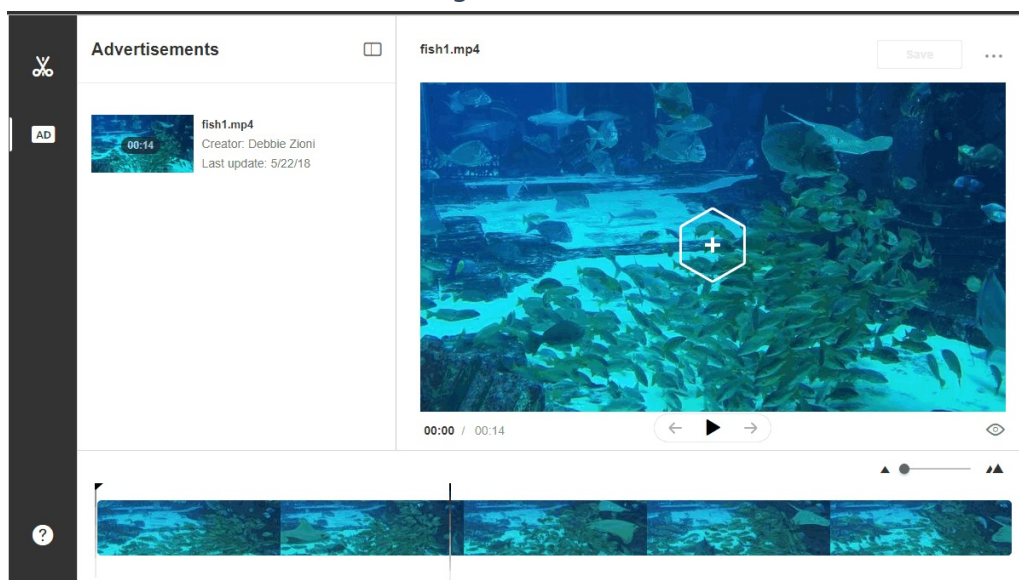 Advertisements
fish1.mp4
Save
...
AD
00:14
fish1.mp4
Creator: Debbie Zioni
Last update: 5/22/18
00:00 / 00:14
?